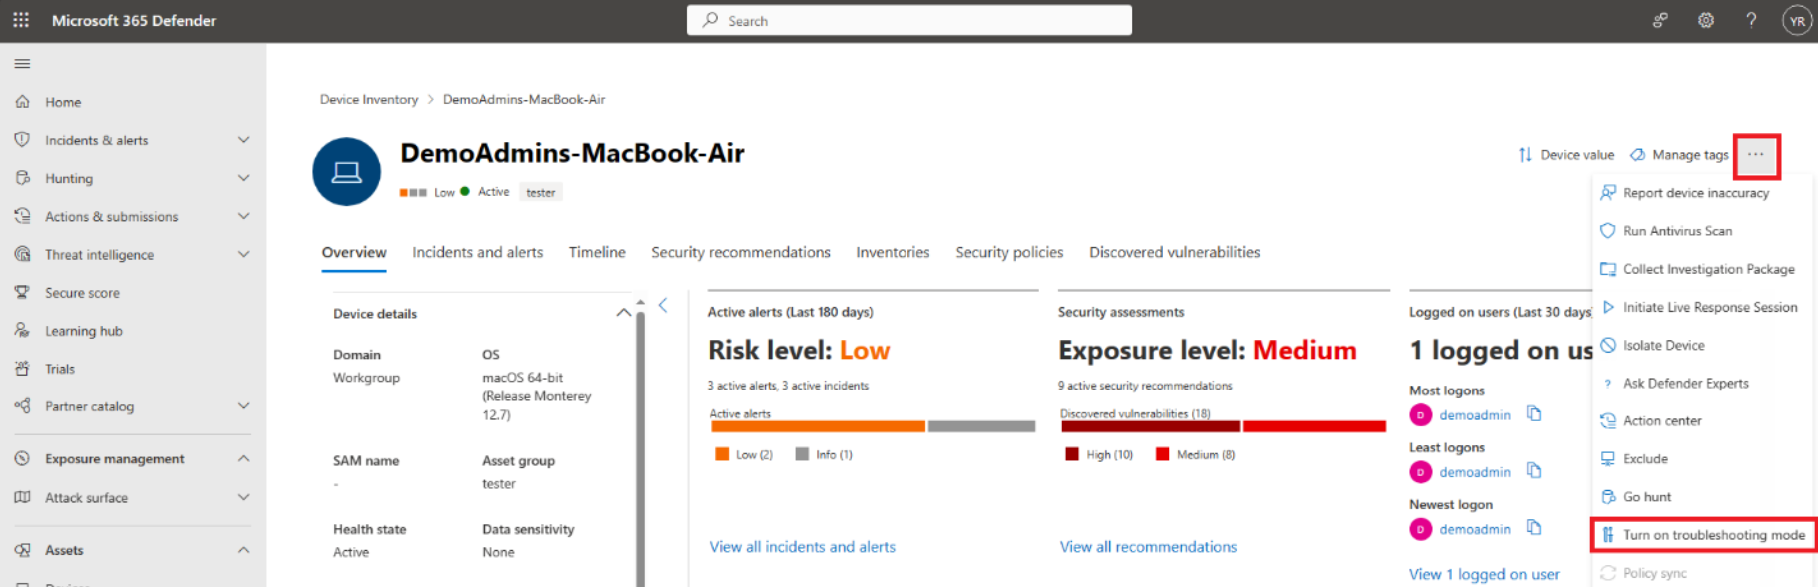 Microsoft 365 Defender
Search
YR
Home
Incidents & alerts
Hunting
Actions & submissions
Threat intelligence
Secure score
Learning hub
Trials
Partner catalog
Exposure management
Attack surface
Assets
Devices
Device Inventory > DemoAdmins-MacBook-Air
DemoAdmins-MacBook-Air
Low Active tester
Device value
Manage tags
...
Overview Incidents and alerts Timeline Security recommendations Inventories Security policies Discovered vulnerabilities
Device details
Domain
Workgroup
OS
macOS 64-bit
(Release Monterey
12.7)
SAM name
-
Asset group
tester
Health state
Active
Data sensitivity
None
Active alerts (Last 180 days)
Risk level: Low
3 active alerts, 3 active incidents
Active alerts
Low (2) Info (1)
View all incidents and alerts
Security assessments
Exposure level: Medium
9 active security recommendations
Discovered vulnerabilities (18)
High (10) Medium (8)
View all recommendations
Logged on users (Last 30 days
1 logged on us
Most logons
D demoadmin
Least logons
D demoadmin
Newest logon
D demoadmin
View 1 logged on user
Report device inaccuracy
Run Antivirus Scan
Collect Investigation Package
Initiate Live Response Session
Isolate Device
? Ask Defender Experts
Action center
Exclude
Go hunt
Turn on troubleshooting mode
Policy sync